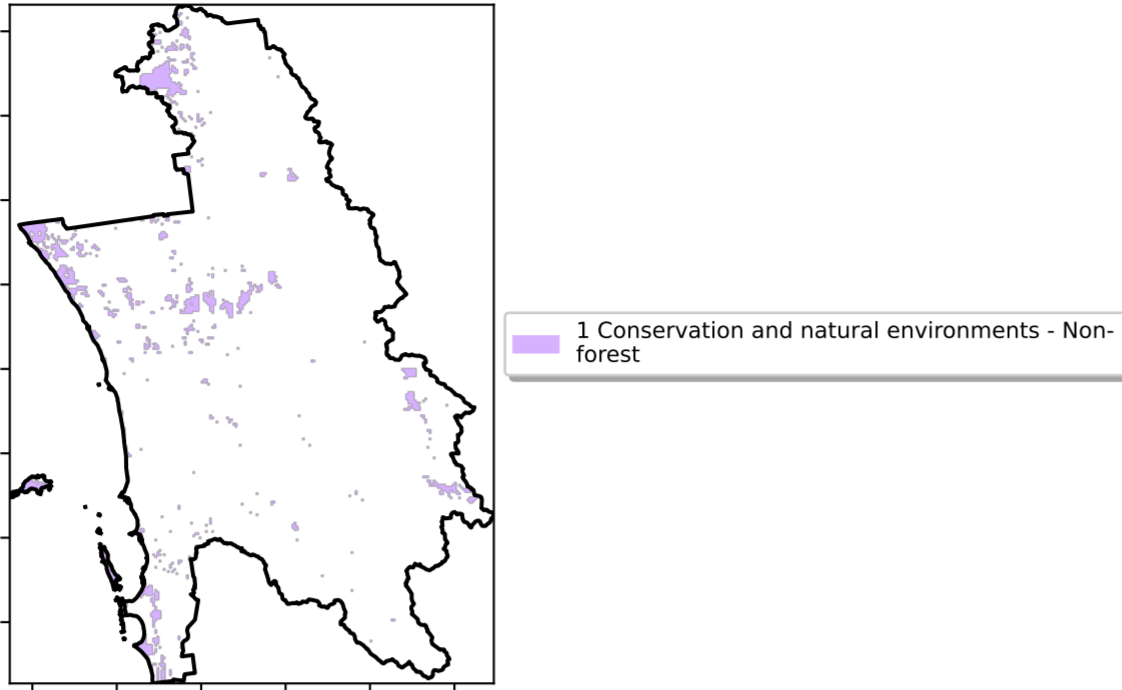 1 Conservation and natural environments - Non-
forest